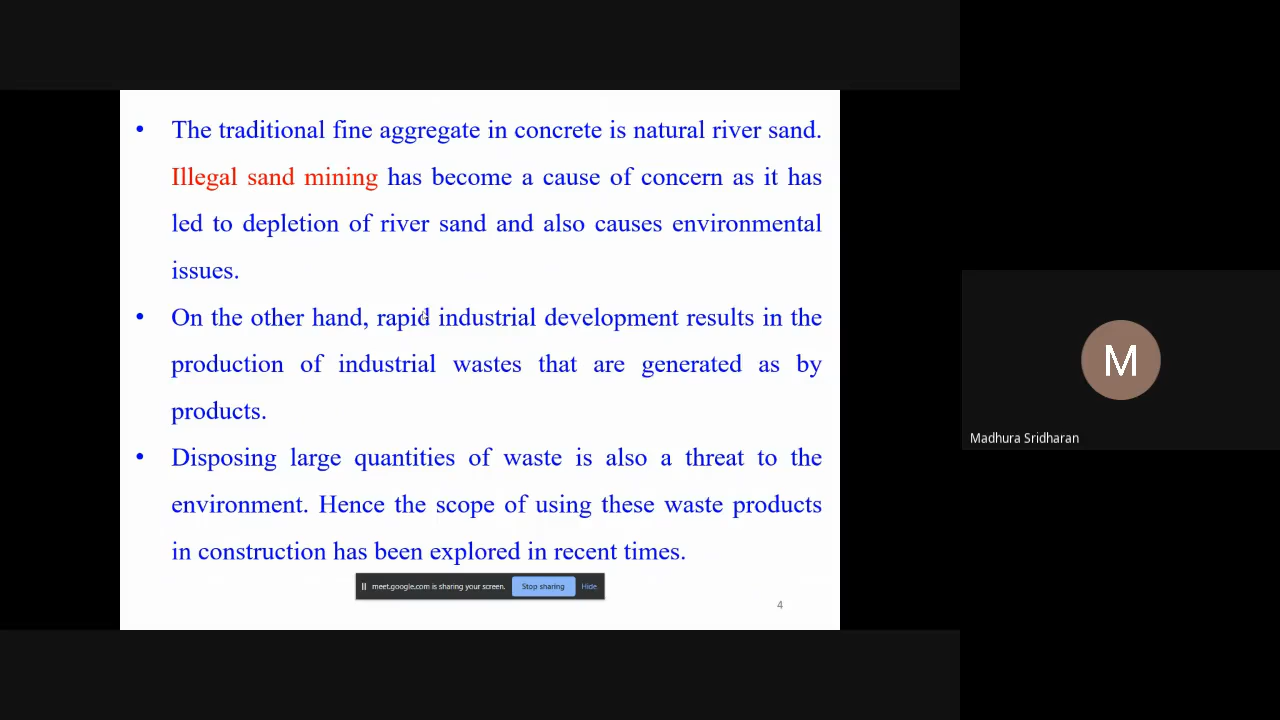 • The traditional fine aggregate in concrete is natural river sand.
Illegal sand mining has become a cause of concern as it has
led to depletion of river sand and also causes environmental
issues.
• On the other hand, rapid industrial development results in the
production of industrial wastes that are generated as by
products.
• Disposing large quantities of waste is also a threat to the
environment. Hence the scope of using these waste products
in construction has been explored in recent times.
meet.google.com is sharing your screen. Stop sharing Hide
4
M
Madhura Sridharan